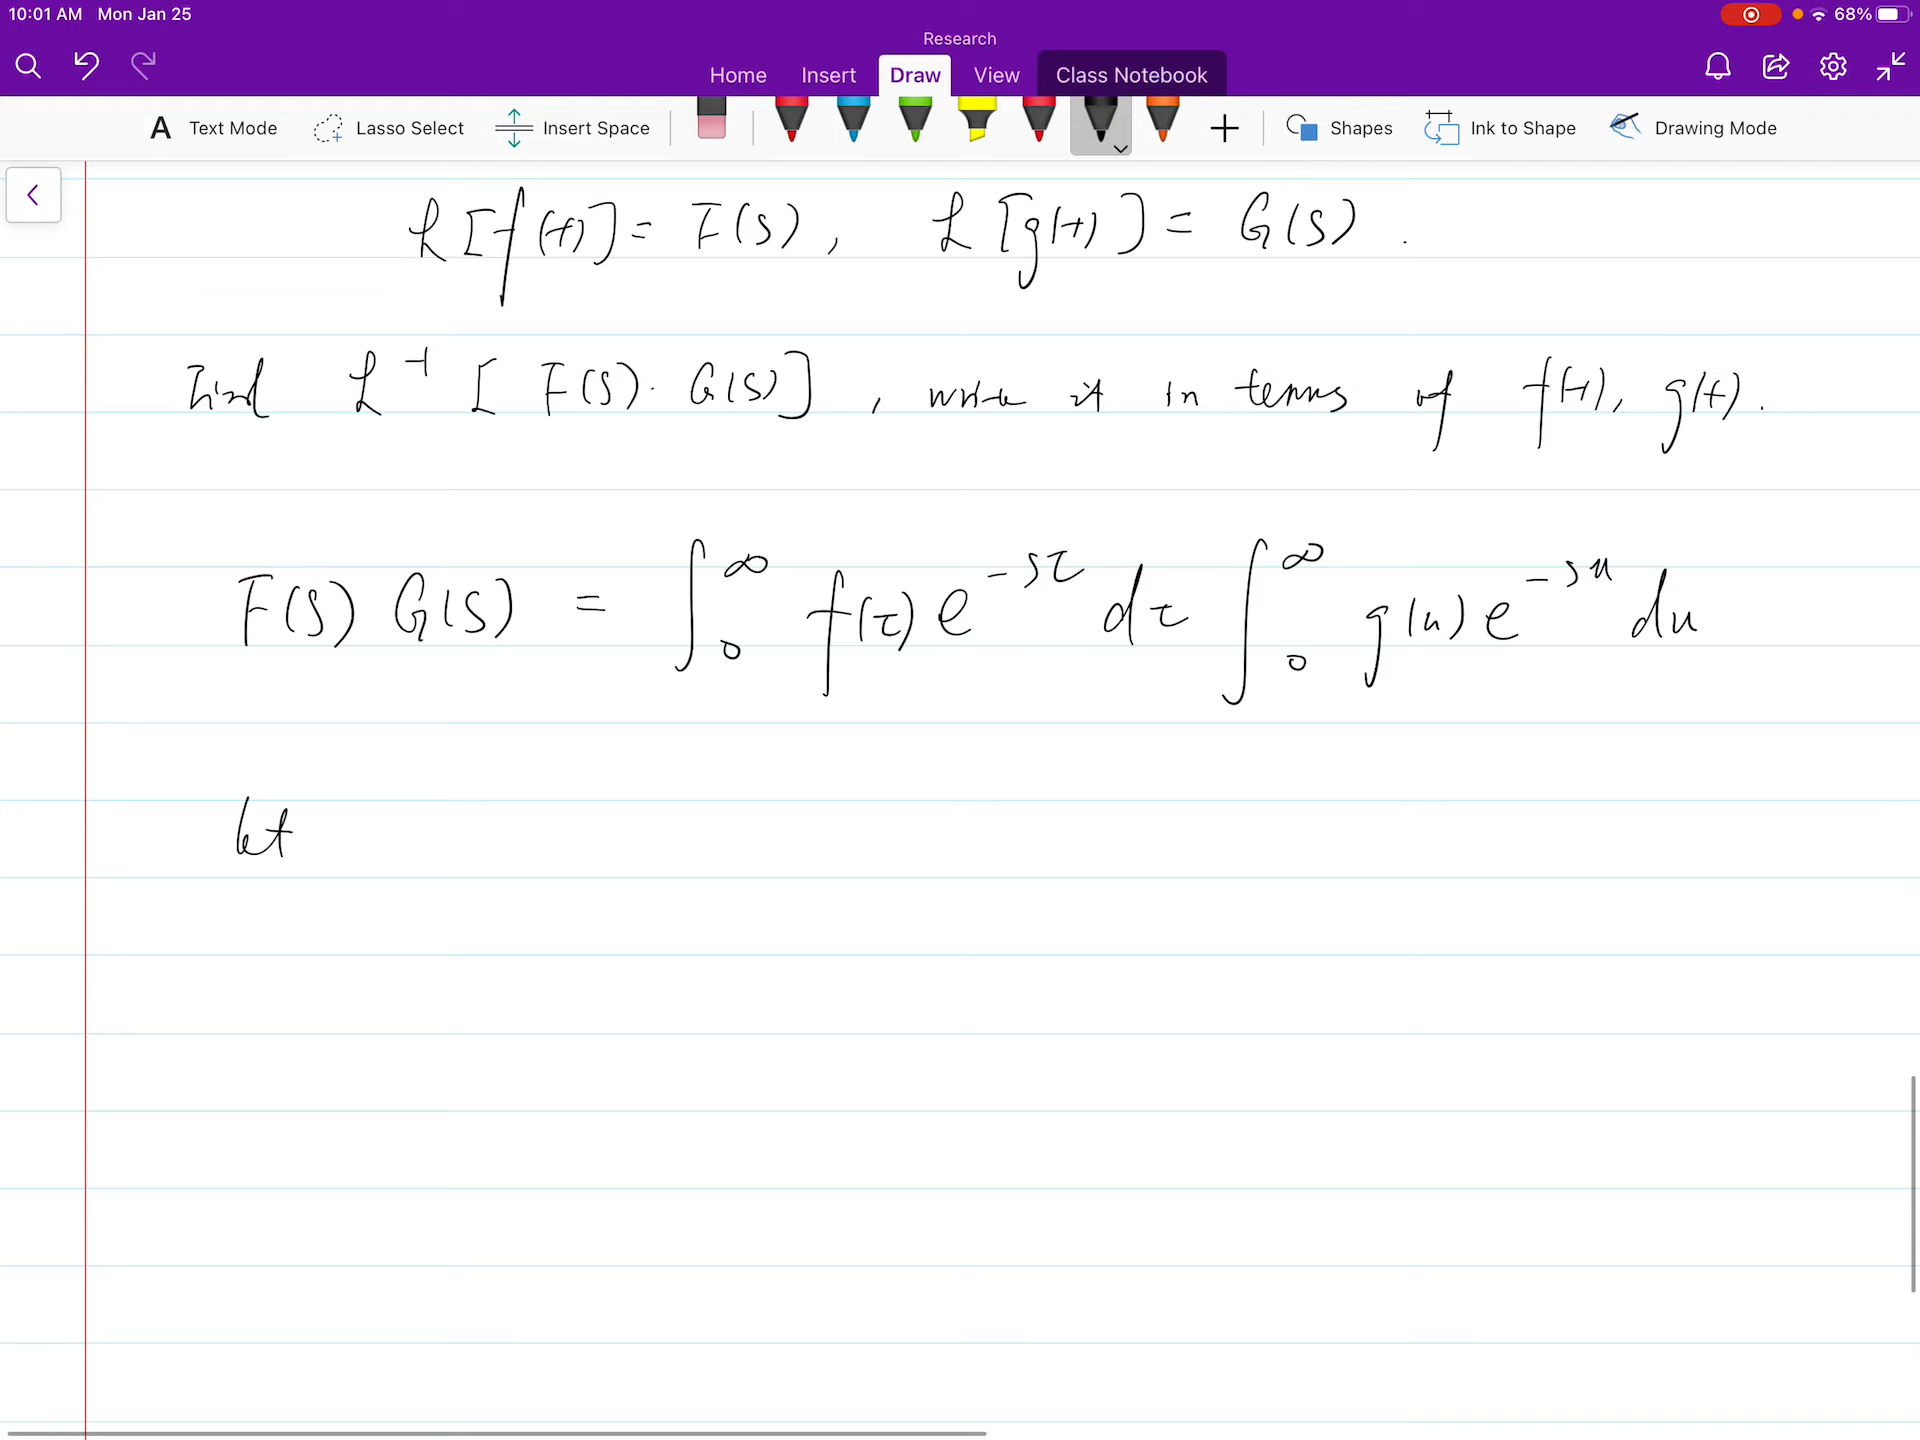 10:01 AM Mon Jan 25
68%
Research
Home Insert Draw View Class Notebook
A Text Mode Lasso Select Insert Space Shapes Ink to Shape Drawing Mode
ℒ[f(t)] = F(s), ℒ[g(t)] = G(s).
Find ℒ⁻¹[F(s)·G(s)], write it in terms of f(t), g(t).
F(s) G(s) = ∫₀^∞ f(τ) e^{-sτ} dτ ∫₀^∞ g(u) e^{-su} du
let